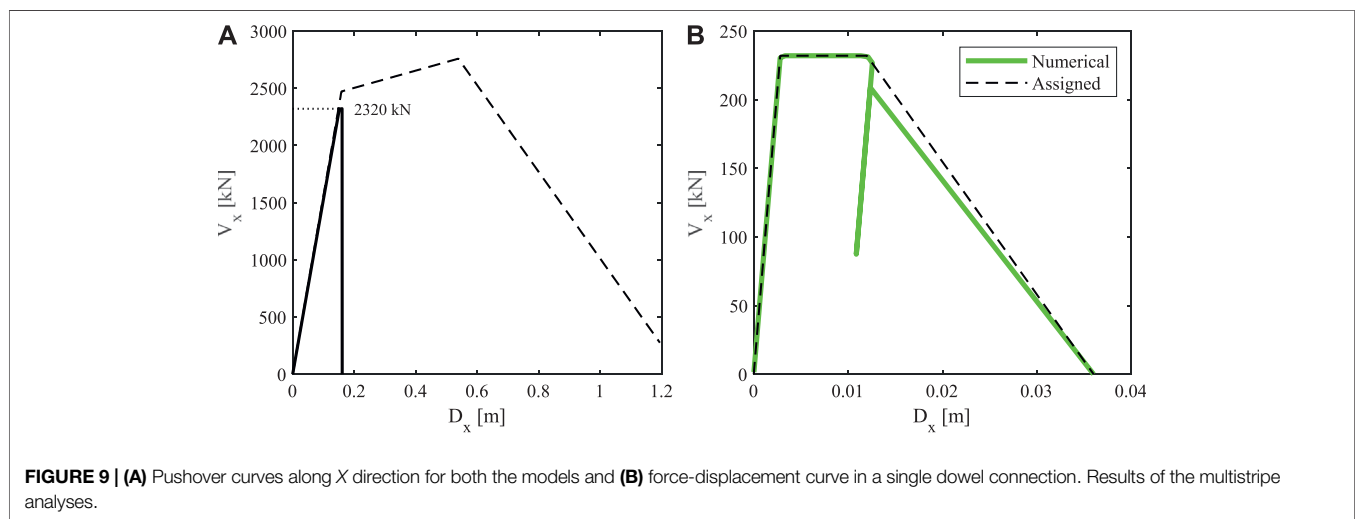 A
3000
2500
2000
1500
1000
500
0
V_x [kN]
2320 kN
0 0.2 0.4 0.6 0.8 1 1.2
D_x [m]
B
250
200
150
100
50
0
V_x [kN]
Numerical
Assigned
0 0.01 0.02 0.03 0.04
D_x [m]
FIGURE 9 | (A) Pushover curves along X direction for both the models and (B) force-displacement curve in a single dowel connection. Results of the multistripe
analyses.